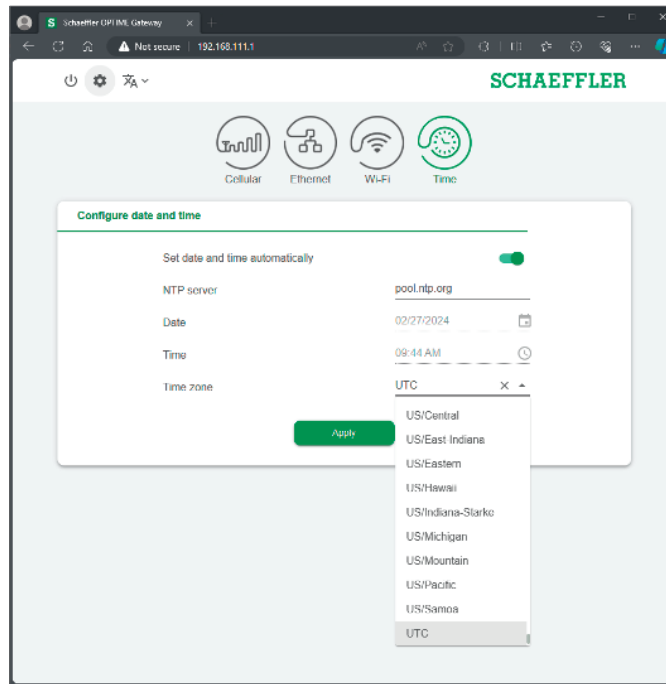 Schaeffler OPTIME Gateway
Not secure 192.168.111.1
SCHAEFFLER
Cellular Ethernet Wi-Fi Time
Configure date and time
Set date and time automatically
NTP server pool.ntp.org
Date 02/27/2024
Time 09:44 AM
Time zone UTC
Apply
US/Central
US/East-Indiana
US/Eastern
US/Hawaii
US/Indiana-Starke
US/Michigan
US/Mountain
US/Pacific
US/Samoa
UTC